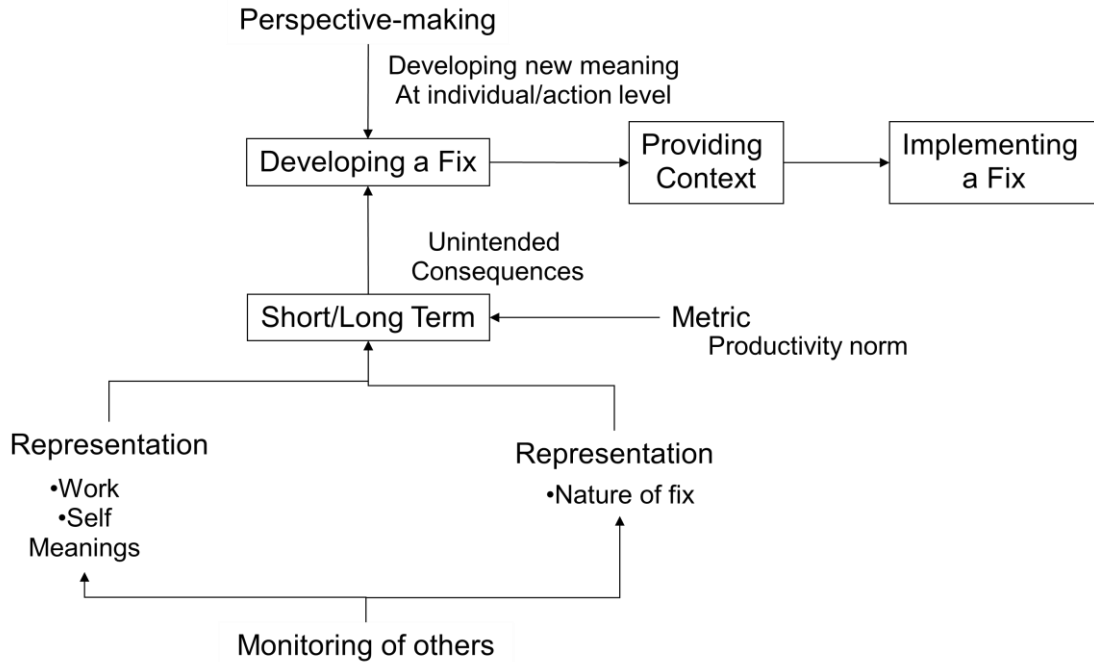 Perspective-making
Developing new meaning
At individual/action level
Developing a Fix
Providing
Context
Implementing
a Fix
Unintended
Consequences
Short/Long Term
Metric
Productivity norm
Representation
•Work
•Self
Meanings
Representation
•Nature of fix
Monitoring of others